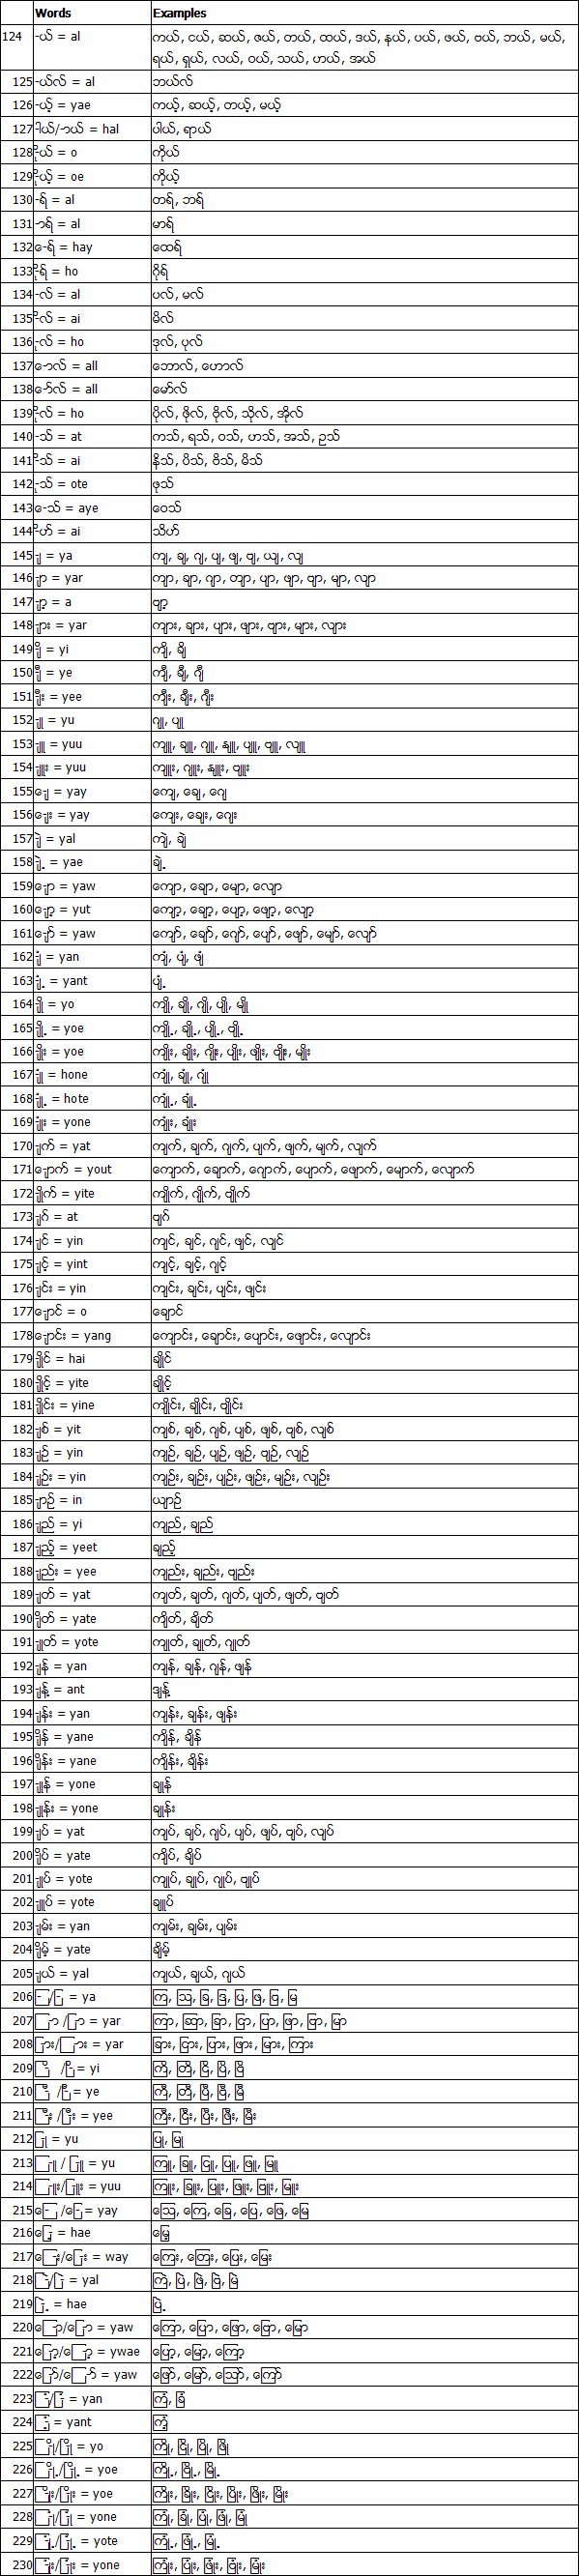 Words Examples
124 -ယ် = al ကယ်, ငယ်, ဆယ်, ဇယ်, တယ်, ထယ်, ဒယ်, နယ်, ပယ်, ဖယ်, ဗယ်, ဘယ်, မယ်,
ရယ်, ရှယ်, လယ်, ဝယ်, သယ်, ဟယ်, အယ်
125 -ယ်လ် = al ဘယ်လ်
126 -ယ့် = yae ကယ့်, ဆယ့်, တယ့်, မယ့်
127 -ါယ်/-ာယ် = hal ပါယ်, ရာယ်
128 -ိုယ် = o ကိုယ်
129 -ိုယ့် = oe ကိုယ့်
130 -ရ် = al တရ်, ဘရ်
131 -ာရ် = al မာရ်
132 ေ-ရ် = hay ထေရ်
133 -ိုရ် = ho ဂိုရ်
134 -လ် = al ပလ်, မလ်
135 -ိလ် = ai မိလ်
136 -ုလ် = ho ဒုလ်, ပုလ်
137 ေ-ာလ် = all ဘောလ်, ဟောလ်
138 ေ-ာ်လ် = all မော်လ်
139 -ိုလ် = ho ပိုလ်, ဖိုလ်, ဗိုလ်, သိုလ်, အိုလ်
140 -သ် = at ကသ်, ရသ်, ဝသ်, ဟသ်, အသ်, ဥသ်
141 -ိသ် = ai နိသ်, ပိသ်, ဗိသ်, မိသ်
142 -ုသ် = ote ဖုသ်
143 ေ-သ် = aye ဝေသ်
144 -ိဟ် = ai သိဟ်
145 -ျ = ya ကျ, ချ, ဂျ, ပျ, ဖျ, ဗျ, ယျ, လျ
146 -ျာ = yar ကျာ, ချာ, ဂျာ, တျာ, ပျာ, ဖျာ, ဗျာ, မျာ, လျာ
147 -ျာ့ = a ဗျာ့
148 -ျား = yar ကျား, ချား, ပျား, ဖျား, ဗျား, များ, လျား
149 -ျိ = yi ကျိ, ချိ
150 -ျီ = ye ကျီ, ချီ, ဂျီ
151 -ျီး = yee ကျီး, ချီး, ဂျီး
152 -ျု = yu ဂျု, ပျု
153 -ျူ = yuu ကျူ, ချူ, ဂျူ, နျူ, ပျူ, ဗျူ, လျူ
154 -ျူး = yuu ကျူး, ဂျူး, နျူး, ဗျူး
155 ေ-ျ = yay ကျေ, ချေ, ဂျေ
156 ေ-ျး = yay ကျေး, ချေး, ဂျေး
157 -ျဲ = yal ကျဲ, ချဲ
158 -ျဲ့ = yae ချဲ့
159 ေ-ျာ = yaw ကျော, ချော, မျော, လျော
160 ေ-ျာ့ = yut ကျော့, ချော့, ပျော့, ဖျော့, လျော့
161 ေ-ျာ် = yaw ကျော်, ချော်, ဂျော်, ပျော်, ဖျော်, မျော်, လျော်
162 -ျံ = yan ကျံ, ပျံ, ဖျံ
163 -ျံ့ = yant ပျံ့
164 -ျို = yo ကျို, ချို, ဂျို, ပျို, မျို
165 -ျို့ = yoe ကျို့, ချို့, ပျို့, ဗျို့
166 -ျိုး = yoe ကျိုး, ချိုး, ဂျိုး, ပျိုး, ဖျိုး, ဗျိုး, မျိုး
167 -ျုံ = hone ကျုံ, ချုံ, ဂျုံ
168 -ျုံ့ = hote ကျုံ့, ချုံ့
169 -ျုံး = yone ကျုံး, ချုံး
170 -ျက် = yat ကျက်, ချက်, ဂျက်, ပျက်, ဖျက်, မျက်, လျက်
171 ေ-ျာက် = yout ကျောက်, ချောက်, ဂျောက်, ပျောက်, ဖျောက်, မျောက်, လျောက်
172 -ျိုက် = yite ကျိုက်, ဂျိုက်, ဗျိုက်
173 -ျဂ် = at ဗျဂ်
174 -ျင် = yin ကျင်, ချင်, ဂျင်, ဖျင်, လျင်
175 -ျင့် = yint ကျင့်, ချင့်, ဂျင့်
176 -ျင်း = yin ကျင်း, ချင်း, ပျင်း, ဖျင်း
177 ေ-ျာင် = o ချောင်
178 ေ-ျာင်း = yang ကျောင်း, ချောင်း, ပျောင်း, ဖျောင်း, လျောင်း
179 -ျိုင် = hai ချိုင်
180 -ျိုင့် = yite ချိုင့်
181 -ျိုင်း = yine ကျိုင်း, ချိုင်း, ဗျိုင်း
182 -ျစ် = yit ကျစ်, ချစ်, ဂျစ်, ပျစ်, ဖျစ်, ဗျစ်, လျစ်
183 -ျဉ် = yin ကျဉ်, ချဉ်, ပျဉ်, ဖျဉ်, ဗျဉ်, လျဉ်
184 -ျဉ်း = yin ကျဉ်း, ချဉ်း, ပျဉ်း, ဖျဉ်း, မျဉ်း, လျဉ်း
185 -ျာဉ် = in ယျာဉ်
186 -ျည် = yi ကျည်, ချည်
187 -ျည့် = yeet ချည့်
188 -ျည်း = yee ကျည်း, ချည်း, ဗျည်း
189 -ျတ် = yat ကျတ်, ချတ်, ဂျတ်, ပျတ်, ဖျတ်, ဗျတ်
190 -ျိတ် = yate ကျိတ်, ချိတ်
191 -ျုတ် = yote ကျုတ်, ချုတ်, ဂျုတ်
192 -ျန် = yan ကျန်, ချန်, ဂျန်, ဖျန်
193 -ျန့် = ant ဒျန့်
194 -ျန်း = yan ကျန်း, ချန်း, ဖျန်း
195 -ျိန် = yane ကျိန်, ချိန်
196 -ျိန်း = yane ကျိန်း, ချိန်း
197 -ျုန် = yone ချုန်
198 -ျုန်း = yone ချုန်း
199 -ျပ် = yat ကျပ်, ချပ်, ဂျပ်, ပျပ်, ဖျပ်, ဗျပ်, လျပ်
200 -ျိပ် = yate ကျိပ်, ချိပ်
201 -ျုပ် = yote ကျုပ်, ချုပ်, ဂျုပ်, ဗျုပ်
202 -ျူပ် = yote ချူပ်
203 -ျမ်း = yan ကျမ်း, ချမ်း, ပျမ်း
204 -ျိမ့် = yate ချိမ့်
205 -ျယ် = yal ကျယ်, ချယ်, ဂျယ်
206 -ြ/-ြ = ya ကြ, သြ, ခြ, ဒြ, ပြ, ဖြ, ဗြ, မြ
207 -ြာ /-ြာ = yar ကြာ, ဆြာ, ခြာ, ငြာ, ပြာ, ဖြာ, ဗြာ, မြာ
208 -ြား/-ြား = yar ခြား, ငြား, ပြား, ဖြား, မြား, ကြား
209 -ြိ /-ြိ = yi ကြိ, တြိ, ငြိ, ပြိ, ဗြိ
210 -ြီ /-ြီ = ye ကြီ, တြီ, ပြီ, ဗြီ, မြီ
211 -ြီး /-ြီး = yee ကြီး, ငြီး, ပြီး, ဖြီး, မြီး
212 -ြု = yu ပြု, မြု
213 -ြူ / -ြူ = yu ကြူ, ခြူ, ငြူ, ပြူ, ဖြူ, မြူ
214 -ြူး/-ြူး = yuu ကြူး, ခြူး, ပြူး, ဖြူး, ဗြူး, မြူး
215 ေ-ြ /ေ-ြ = yay သြေ, ကြေ, ခြေ, ပြေ, ဖြေ, မြေ
216 ေ-ြ့ = hae မြေ့
217 ေ-ြး/ေ-ြး = way ကြေး, တြေး, ပြေး, မြေး
218 -ြဲ/-ြဲ = yal ကြဲ, ပြဲ, ဖြဲ, ဗြဲ, မြဲ
219 -ြဲ့ = hae ပြဲ့
220 ေ-ြာ/ေ-ြာ = yaw ကြော, ပြော, ဖြော, ဗြော, မြော
221 ေ-ြာ့/ေ-ြာ့ = ywae ပြော့, မြော့, ကြော့
222 ေ-ြာ်/ေ-ြာ် = yaw ဖြော်, မြော်, သြော်, ကြော်
223 -ြံ/-ြံ = yan ကြံ, ခြံ
224 -ြံ့ = yant ကြံ့
225 -ြို/-ြို = yo ကြို, ငြို, ပြို, ဖြို
226 -ြို့/-ြို့ = yoe ကြို့, ဗြို့, မြို့
227 -ြိုး/-ြိုး = yoe ကြိုး, ခြိုး, ငြိုး, ပြိုး, ဖြိုး, မြိုး
228 -ြုံ/-ြုံ = yone ကြုံ, ခြုံ, ပြုံ, ဖြုံ, မြုံ
229 -ြုံ့/-ြုံ့ = yote ကြုံ့, ဖြုံ့, မြုံ့
230 -ြုံး/-ြုံး = yone ကြုံး, ပြုံး, ဖြုံး, ဗြုံး, မြုံး